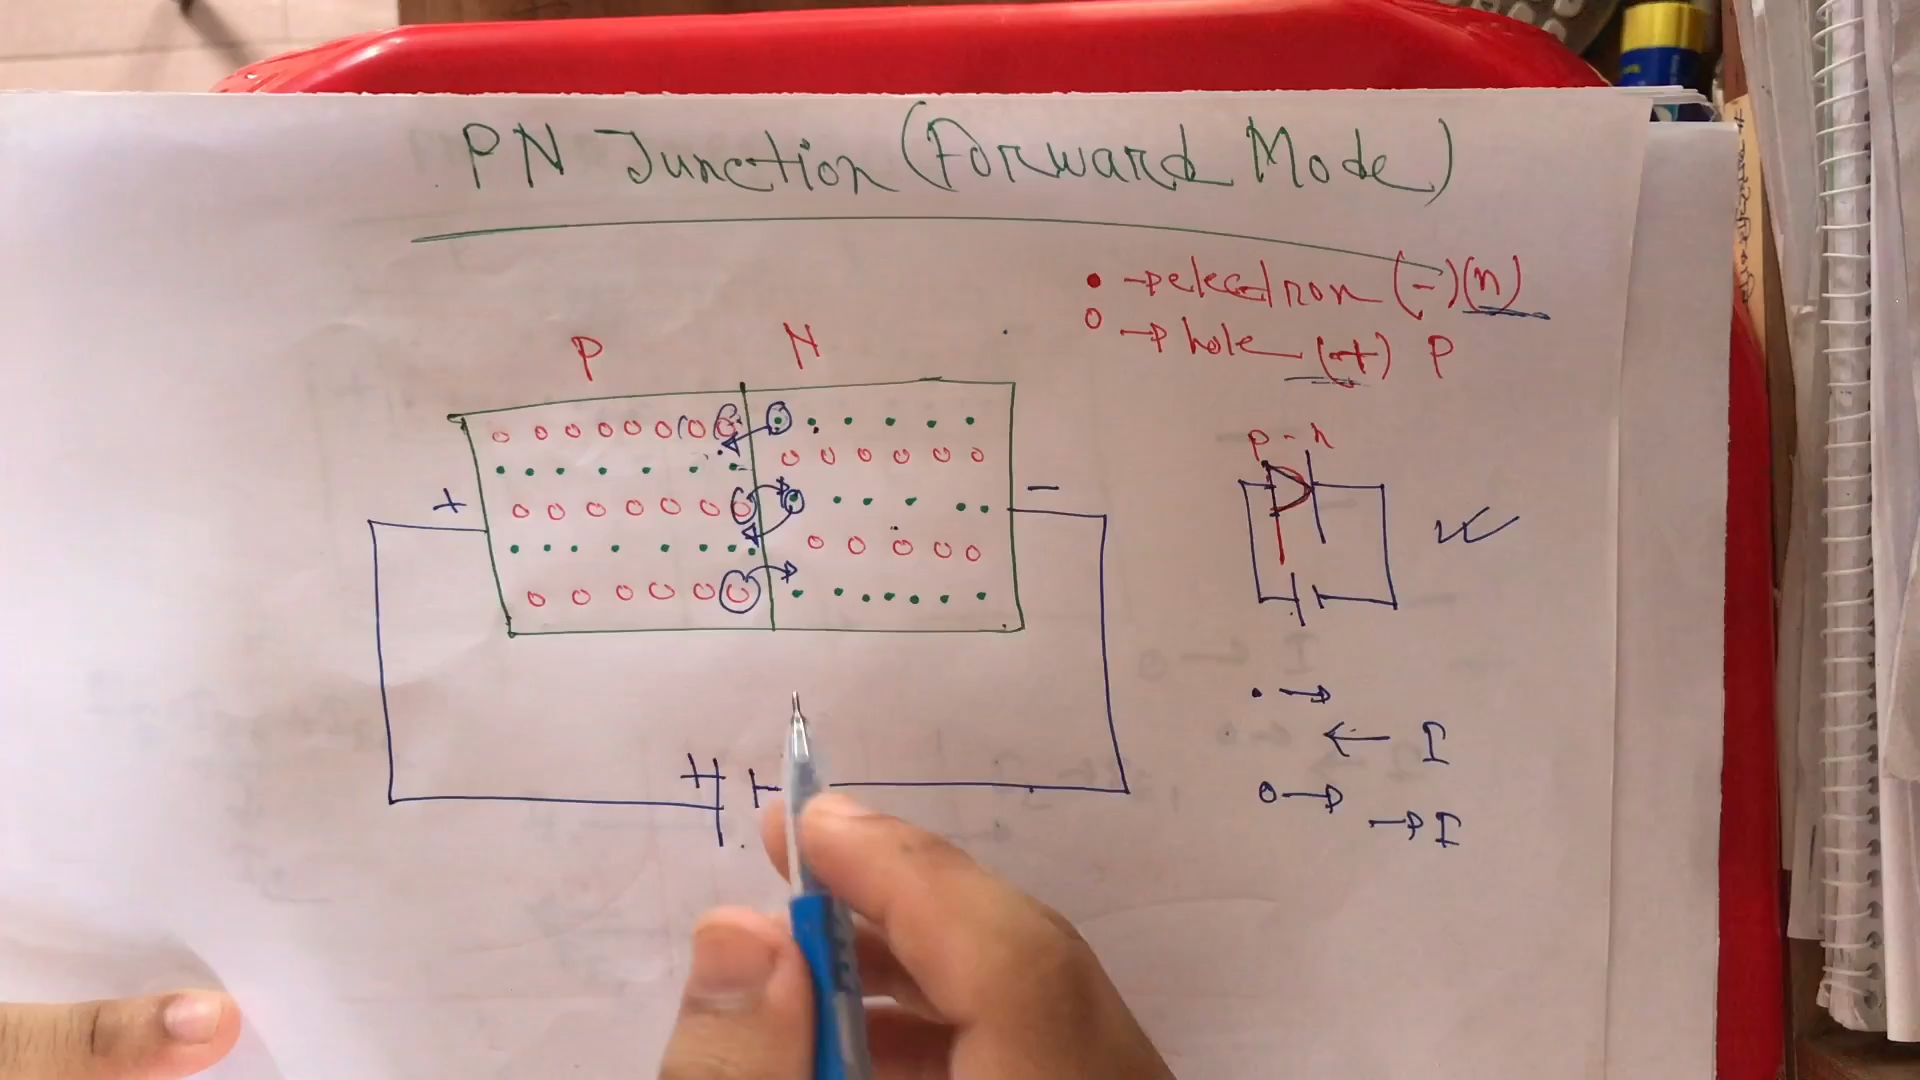 PN Junction (Forward Mode)
• → electron (-) (n)
o → hole (+) P
P N
+ -
p - n
• →
← I
o →
→ I
+